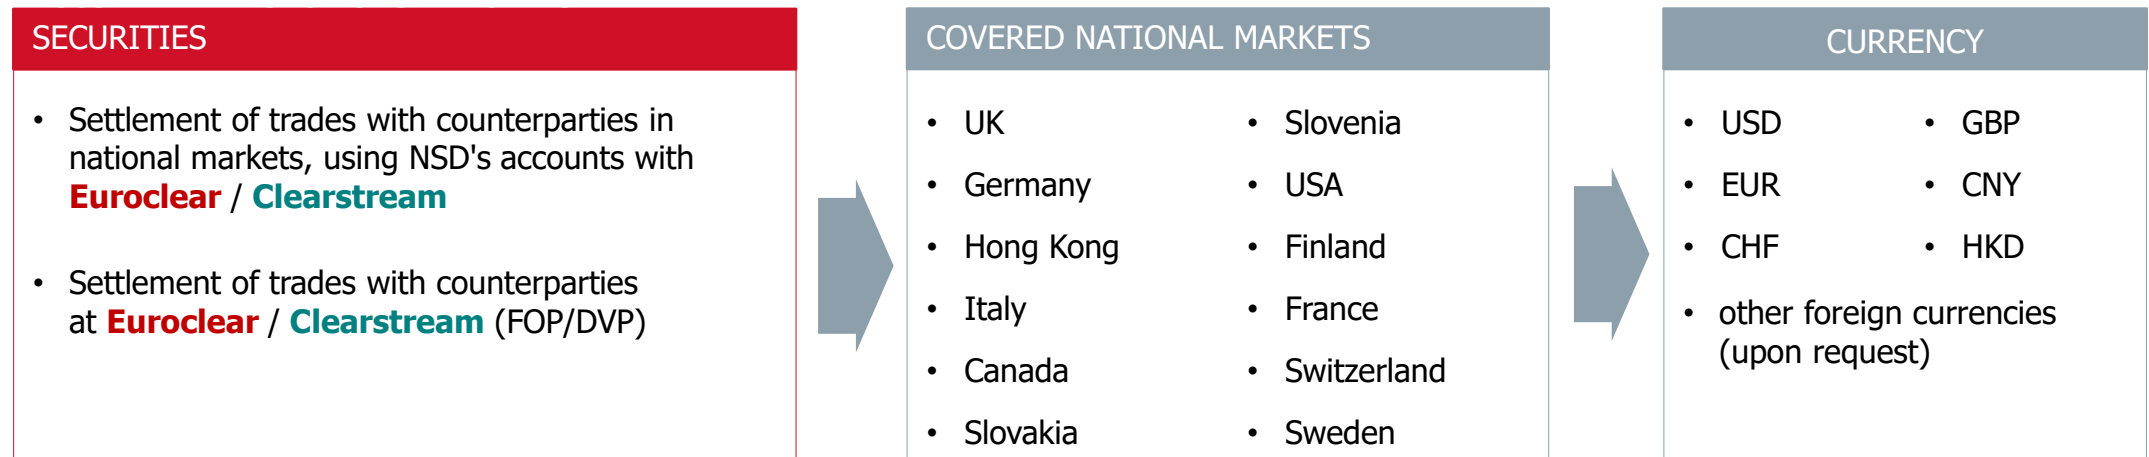 SECURITIES
• Settlement of trades with counterparties in
national markets, using NSD's accounts with
Euroclear / Clearstream
• Settlement of trades with counterparties
at Euroclear / Clearstream (FOP/DVP)
COVERED NATIONAL MARKETS
• UK
• Germany
• Hong Kong
• Italy
• Canada
• Slovakia
• Slovenia
• USA
• Finland
• France
• Switzerland
• Sweden
CURRENCY
• USD
• EUR
• CHF
• GBP
• CNY
• HKD
• other foreign currencies
(upon request)